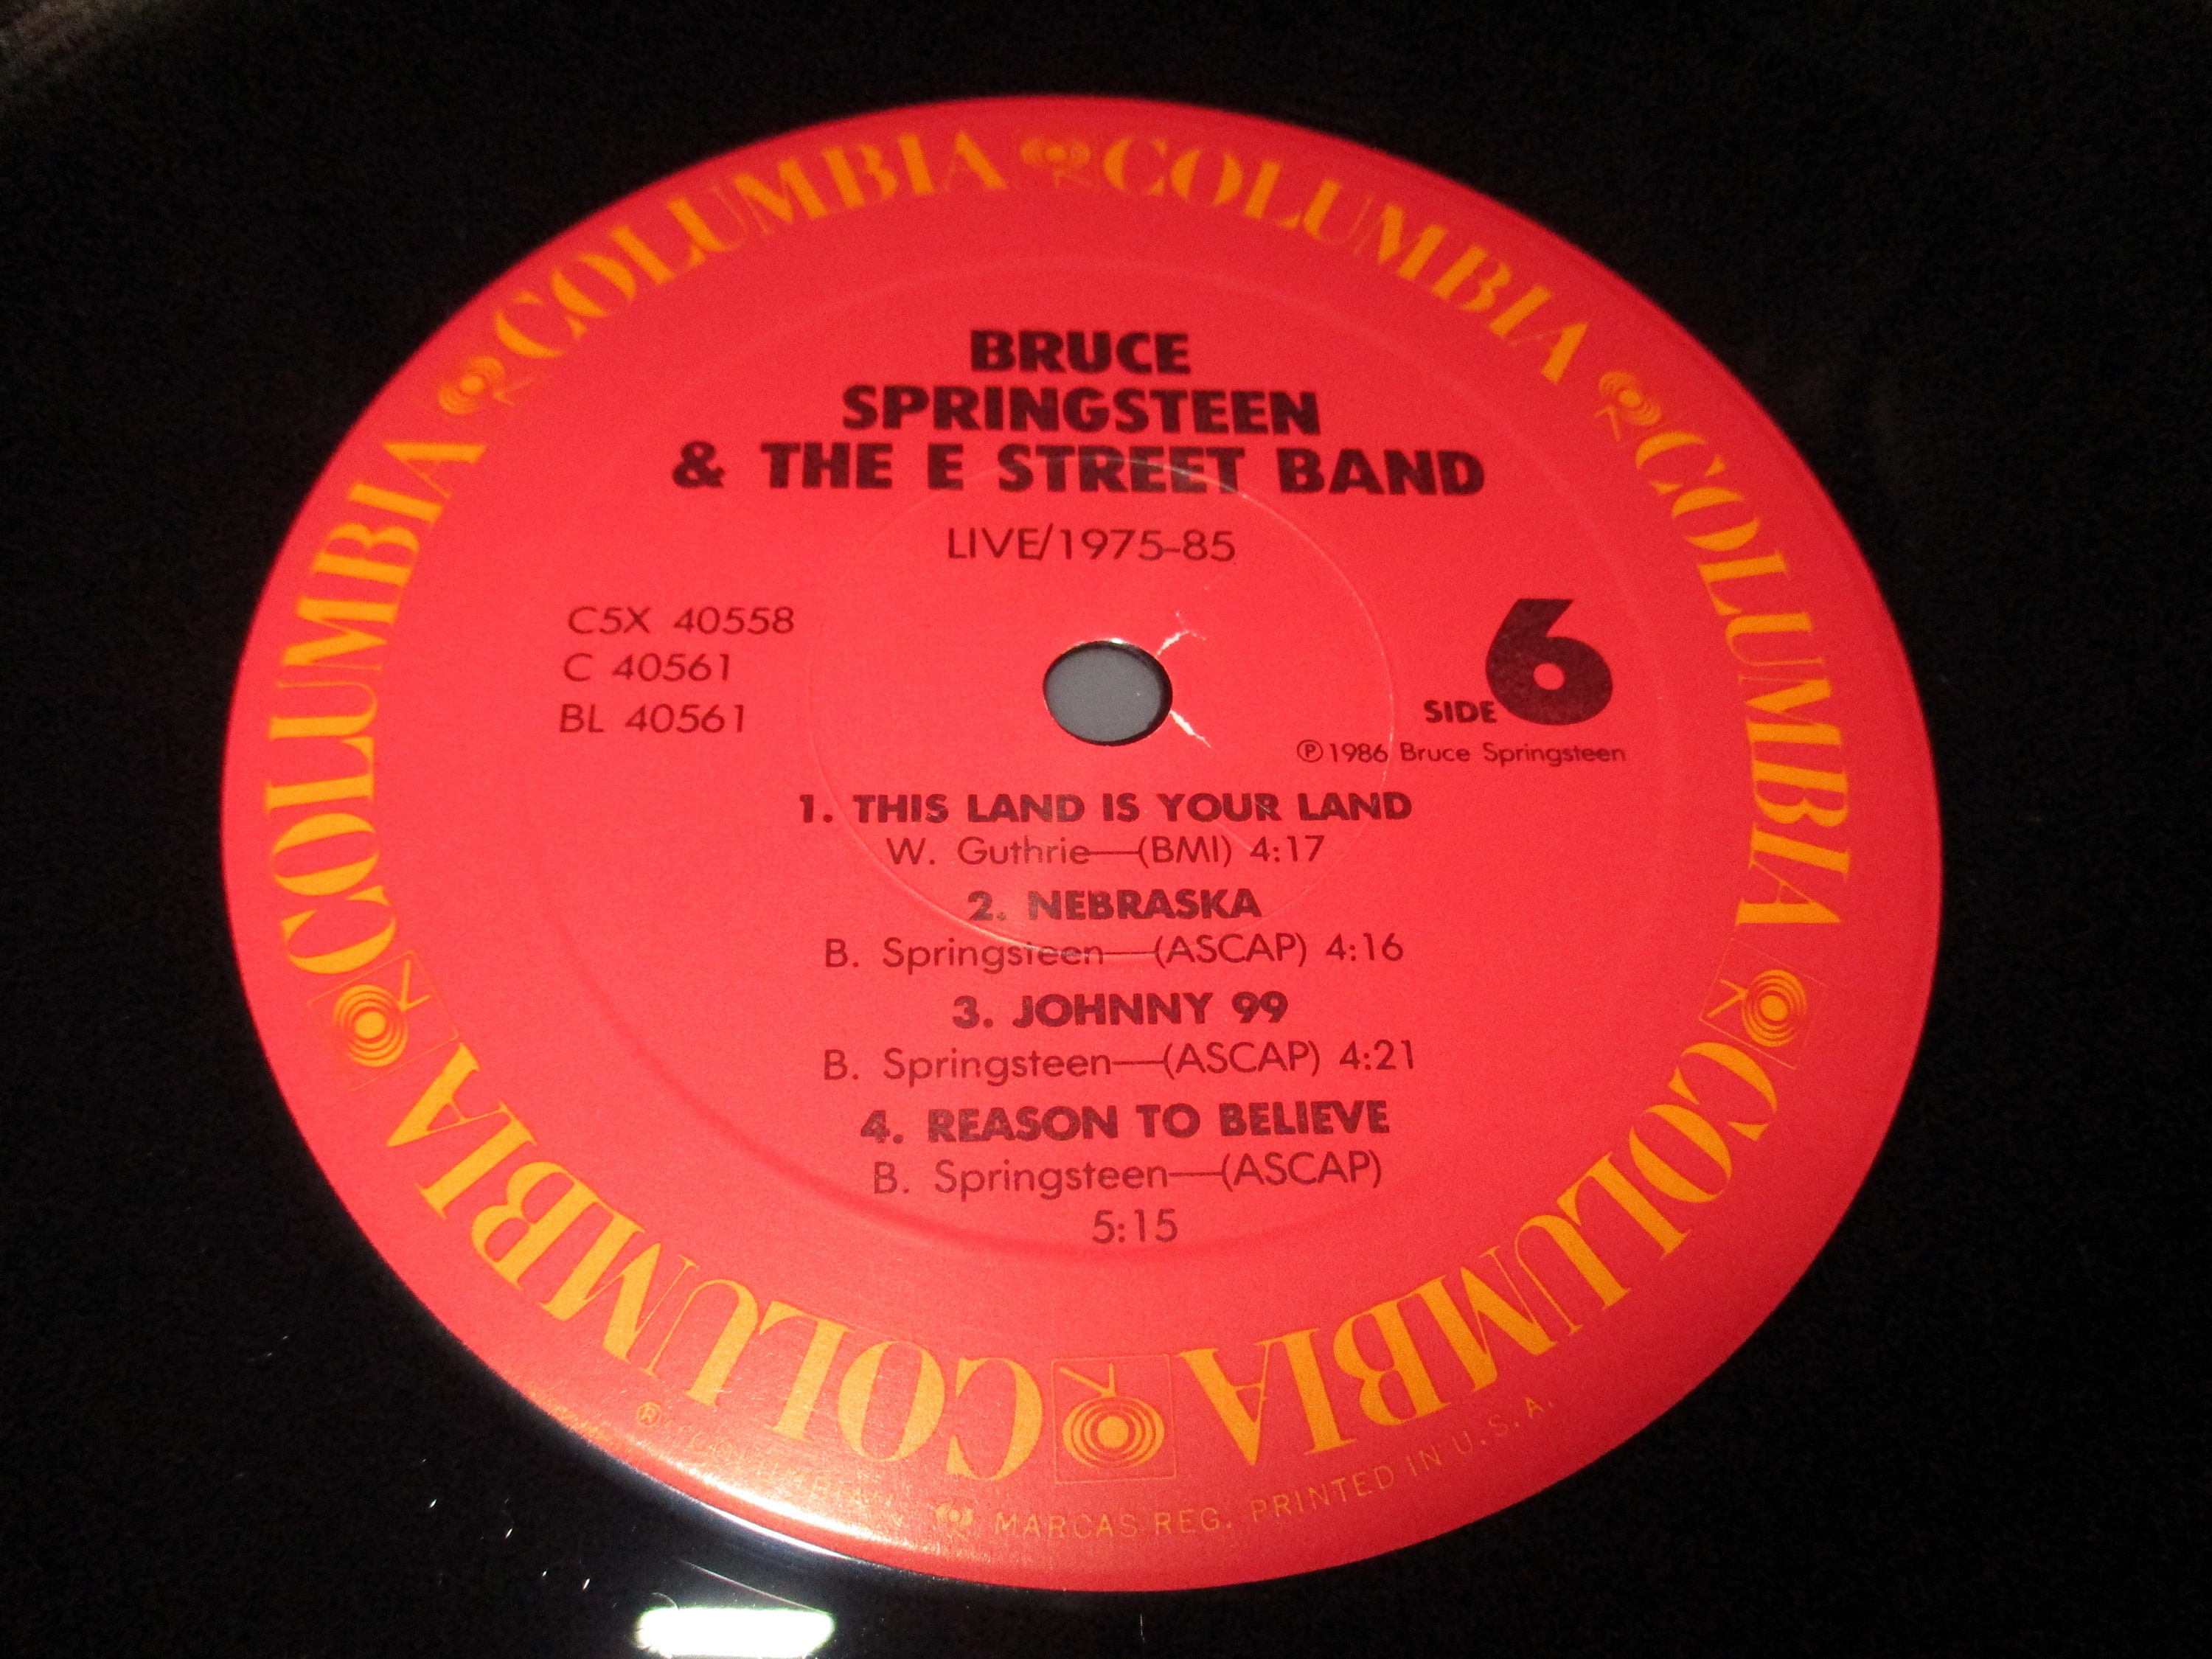 COLUMBIA COLUMBIA COLUMBIA COLUMBIA COLUMBIA COLUMBIA
BRUCE
SPRINGSTEEN
& THE E STREET BAND
LIVE/1975-85
C5X 40558
C 40561
BL 40561
SIDE 6
℗1986 Bruce Springsteen
1. THIS LAND IS YOUR LAND
W. Guthrie—(BMI) 4:17
2. NEBRASKA
B. Springsteen—(ASCAP) 4:16
3. JOHNNY 99
B. Springsteen—(ASCAP) 4:21
4. REASON TO BELIEVE
B. Springsteen—(ASCAP)
5:15
® MARCAS REG. PRINTED IN U.S.A.